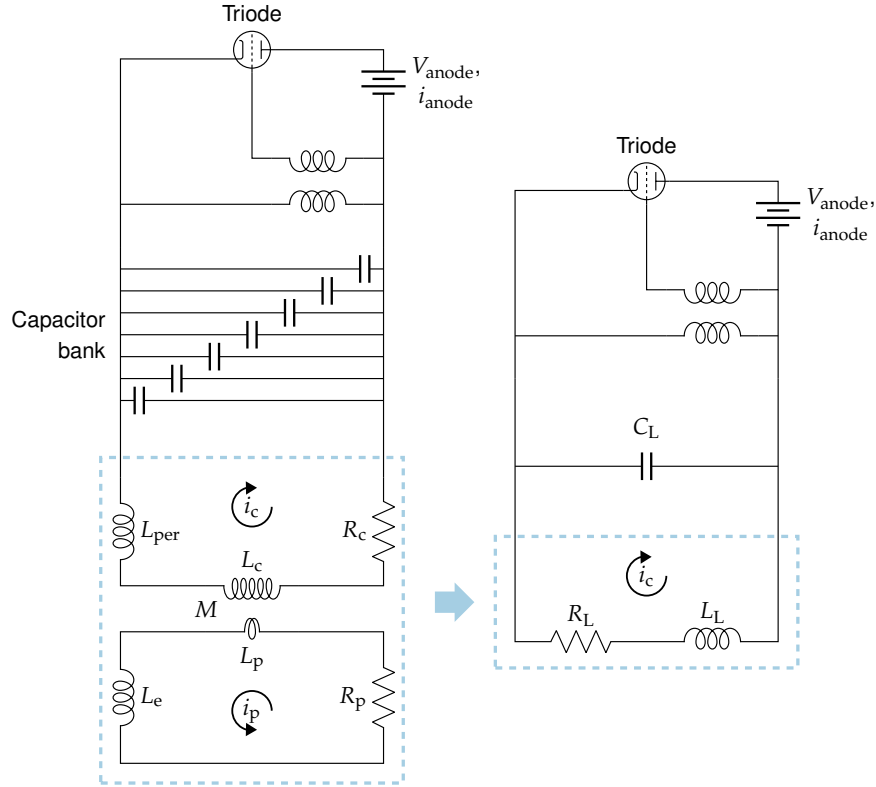 Triode
V_anode,
i_anode
Capacitor
bank
i_c
L_per
R_c
L_c
M
L_p
L_e
i_p
R_p
Triode
V_anode,
i_anode
C_L
i_c
R_L
L_L